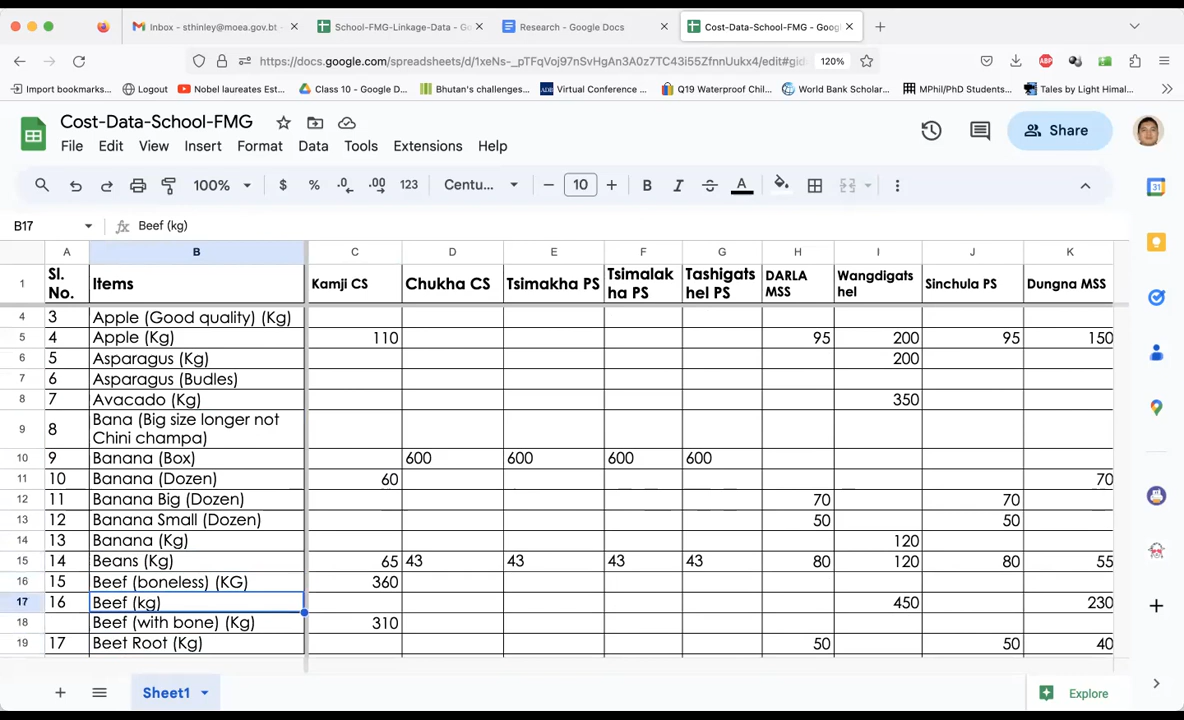 Inbox - sthinley@moea.gov.bt -
School-FMG-Linkage-Data - Go
Research - Google Docs
Cost-Data-School-FMG - Googl
https://docs.google.com/spreadsheets/d/1xeNs-_pTFqVoj97nSvHgAn3A0z7TC43i55ZfnnUukx4/edit#gid
120%
Import bookmarks...
Logout
Nobel laureates Est...
Class 10 - Google D...
Bhutan's challenges...
ADB Virtual Conference ...
Q19 Waterproof Chil...
World Bank Scholar...
MPhil/PhD Students...
Tales by Light Himal...
Cost-Data-School-FMG
File Edit View Insert Format Data Tools Extensions Help
Share
100% $ % .0 .00 123 Centu... 10 B I A
B17 fx Beef (kg)
A B C D E F G H I J K
1 Sl. No. Items Kamji CS Chukha CS Tsimakha PS Tsimalakha PS Tashigatshel PS DARLA MSS Wangdigatshel Sinchula PS Dungna MSS
4 3 Apple (Good quality) (Kg)
5 4 Apple (Kg) 110 95 200 95 150
6 5 Asparagus (Kg) 200
7 6 Asparagus (Budles)
8 7 Avacado (Kg) 350
9 8 Bana (Big size longer not
Chini champa)
10 9 Banana (Box) 600 600 600 600
11 10 Banana (Dozen) 60 70
12 11 Banana Big (Dozen) 70 70
13 12 Banana Small (Dozen) 50 50
14 13 Banana (Kg) 120
15 14 Beans (Kg) 65 43 43 43 43 80 120 80 55
16 15 Beef (boneless) (KG) 360
17 16 Beef (kg) 450 230
18 Beef (with bone) (Kg) 310
19 17 Beet Root (Kg) 50 50 40
Sheet1
Explore
31
ABP